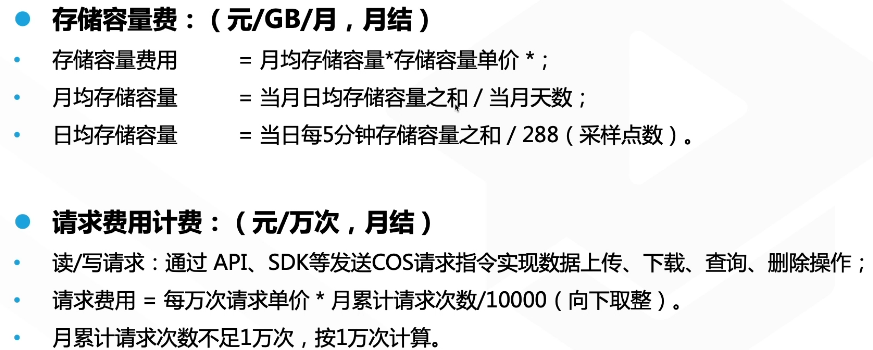 存储容量费：（元/GB/月，月结）
存储容量费用 = 月均存储容量*存储容量单价 *；
月均存储容量 = 当月日均存储容量之和 / 当月天数；
日均存储容量 = 当日每5分钟存储容量之和 / 288（采样点数）。
请求费用计费：（元/万次，月结）
读/写请求：通过 API、SDK等发送COS请求指令实现数据上传、下载、查询、删除操作；
请求费用 = 每万次请求单价 * 月累计请求次数/10000（向下取整）。
月累计请求次数不足1万次，按1万次计算。